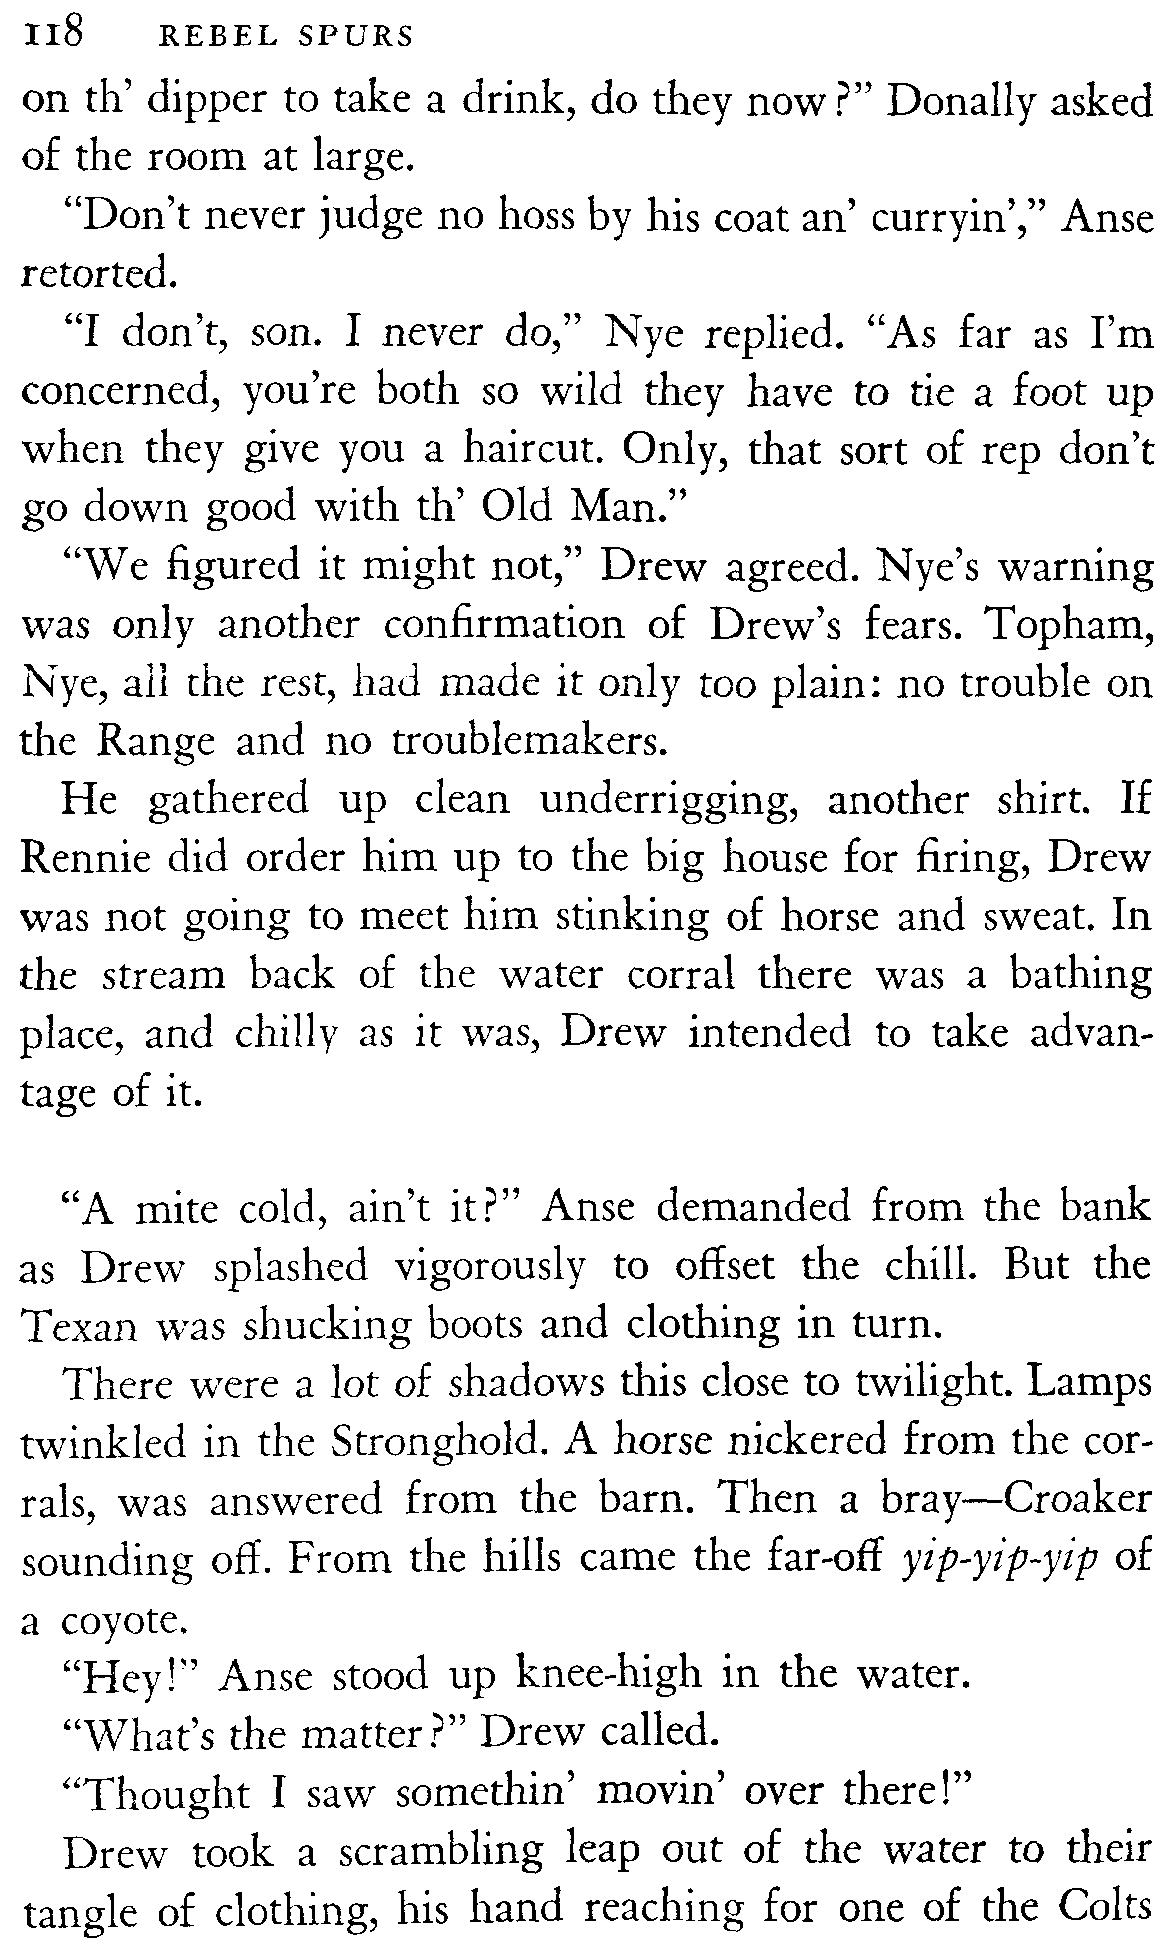 118 REBEL SPURS
on th’ dipper to take a drink, do they now?” Donally asked
of the room at large.
“Don’t never judge no hoss by his coat an’ curryin’,” Anse
retorted.
“I don’t, son. I never do,” Nye replied. “As far as I’m
concerned, you’re both so wild they have to tie a foot up
when they give you a haircut. Only, that sort of rep don’t
go down good with th’ Old Man.”
“We figured it might not,” Drew agreed. Nye’s warning
was only another confirmation of Drew’s fears. Topham,
Nye, all the rest, had made it only too plain: no trouble on
the Range and no troublemakers.
He gathered up clean underrigging, another shirt. If
Rennie did order him up to the big house for firing, Drew
was not going to meet him stinking of horse and sweat. In
the stream back of the water corral there was a bathing
place, and chilly as it was, Drew intended to take advan-
tage of it.
“A mite cold, ain’t it?” Anse demanded from the bank
as Drew splashed vigorously to offset the chill. But the
Texan was shucking boots and clothing in turn.
There were a lot of shadows this close to twilight. Lamps
twinkled in the Stronghold. A horse nickered from the cor-
rals, was answered from the barn. Then a bray—Croaker
sounding off. From the hills came the far-off yip-yip-yip of
a coyote.
“Hey!” Anse stood up knee-high in the water.
“What’s the matter?” Drew called.
“Thought I saw somethin’ movin’ over there!”
Drew took a scrambling leap out of the water to their
tangle of clothing, his hand reaching for one of the Colts